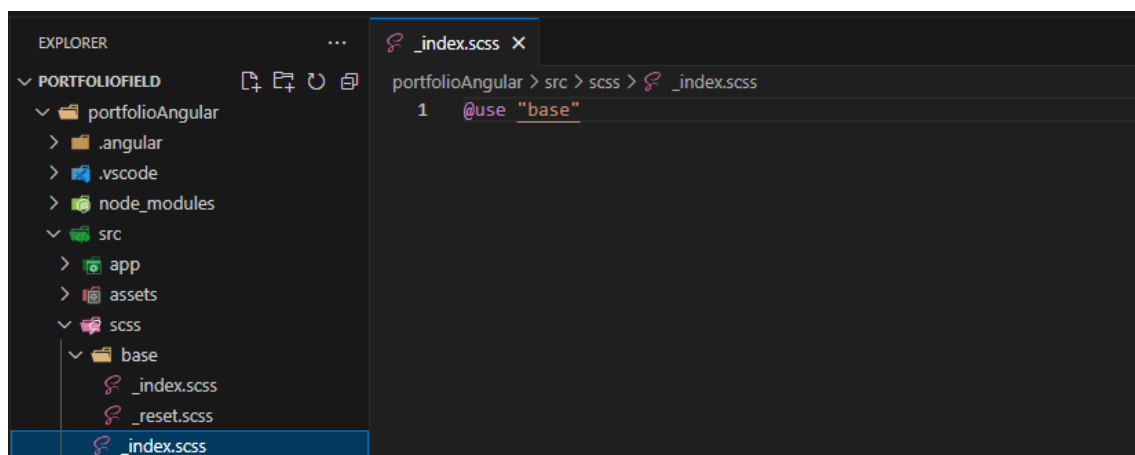 EXPLORER
PORTFOLIOFIELD
portfolioAngular
.angular
.vscode
node_modules
src
app
assets
scss
base
_index.scss
_reset.scss
_index.scss
_index.scss
portfolioAngular > src > scss > _index.scss
1 @use "base"